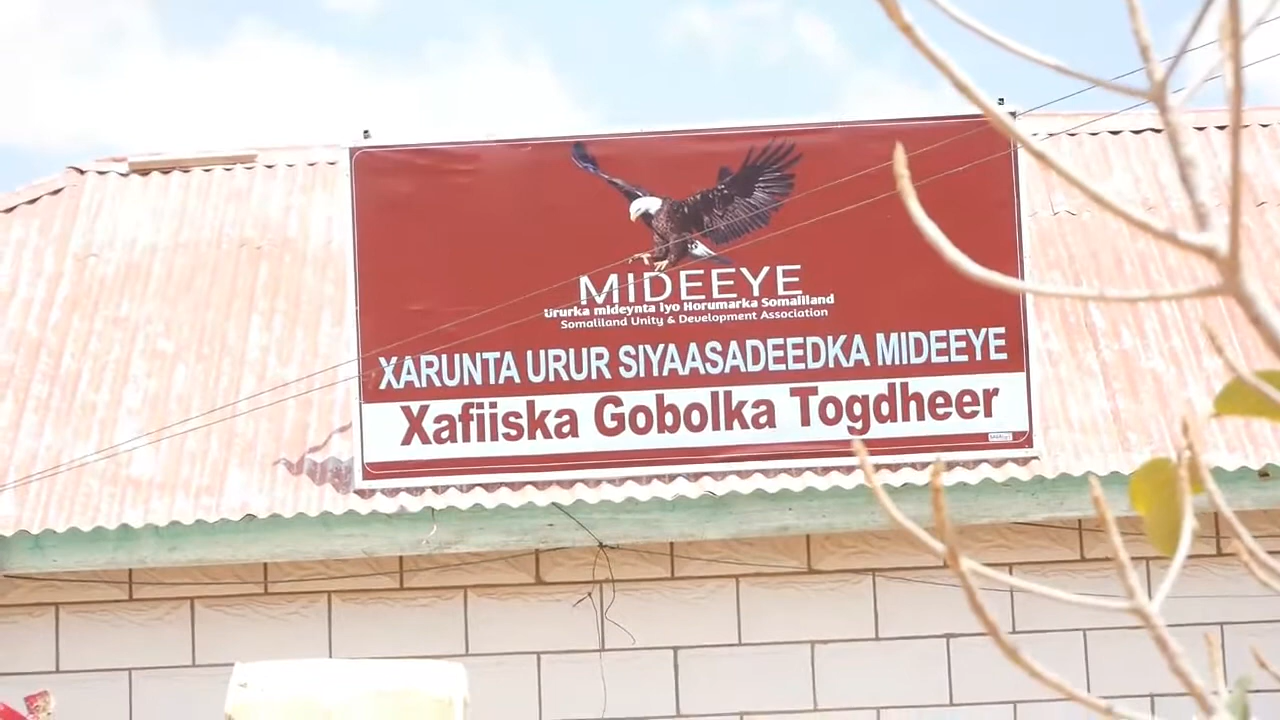 MIDEEYE
Ururka mideynta iyo Horumarka Somaliland
Somaliland Unity & Development Association
XARUNTA URUR SIYAASADEEDKA MIDEEYE
Xafiiska Gobolka Togdheer